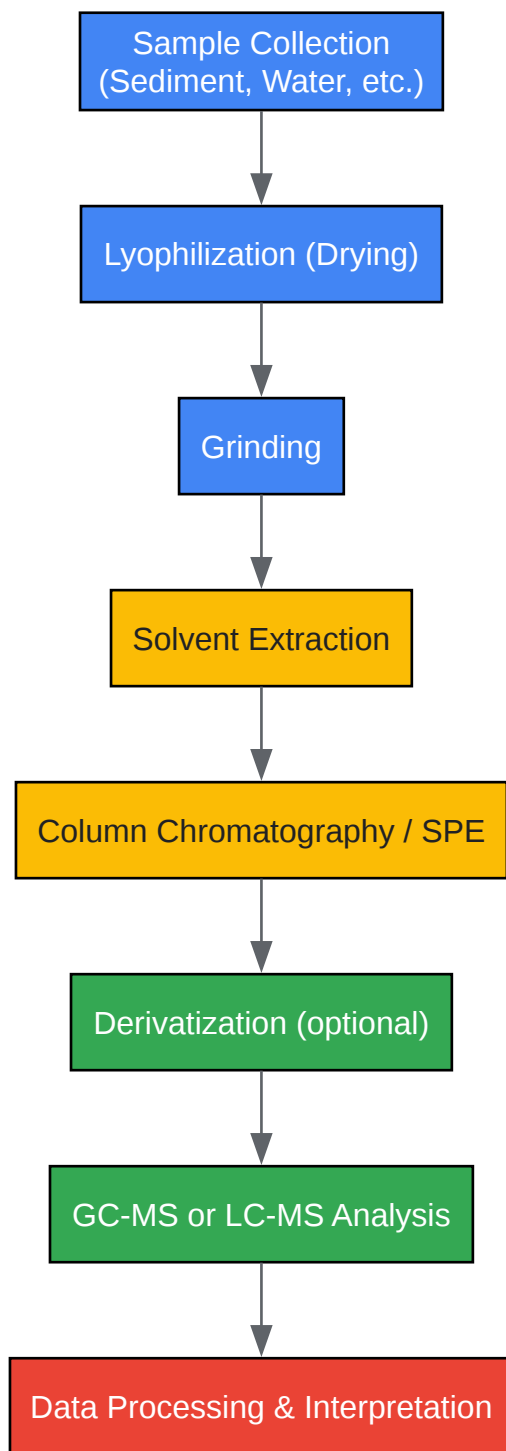 Sample Collection
(Sediment, Water, etc.)
Lyophilization (Drying)
Grinding
Solvent Extraction
Column Chromatography / SPE
Derivatization (optional)
GC-MS or LC-MS Analysis
Data Processing & Interpretation